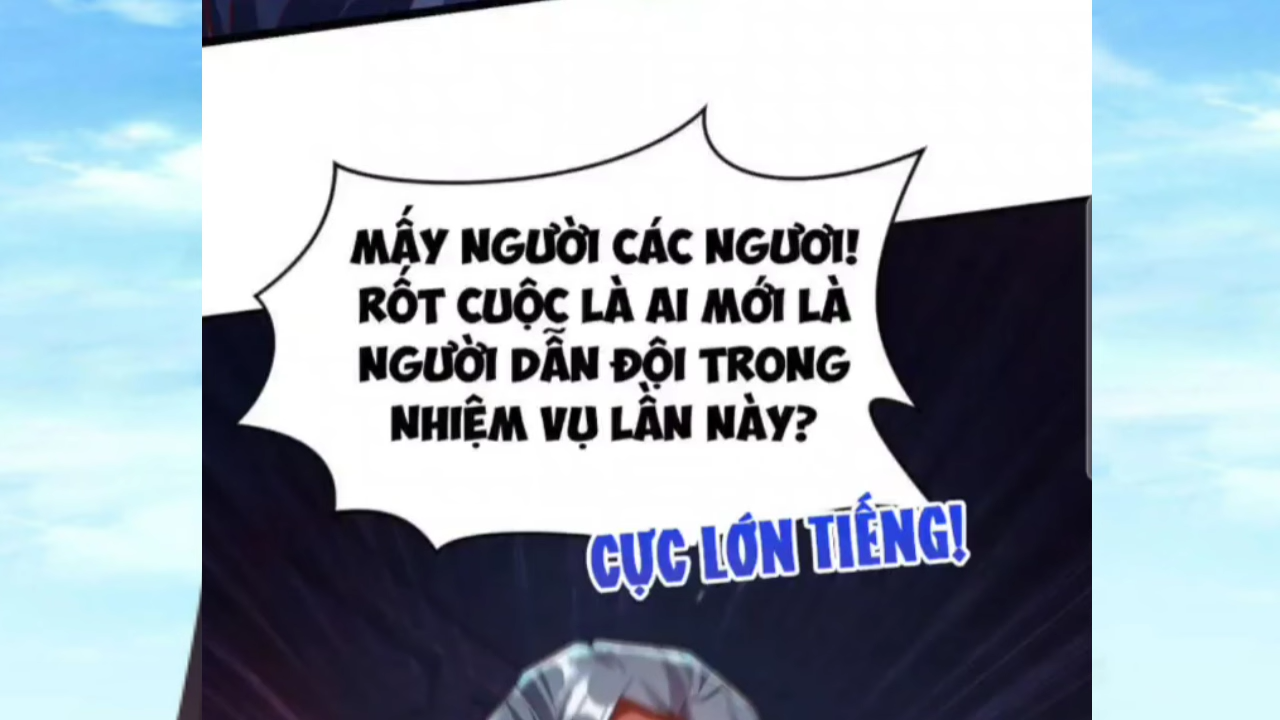 MẤY NGƯỜI CÁC NGƯƠI!
RỐT CUỘC LÀ AI MỚI LÀ
NGƯỜI DẪN ĐỘI TRONG
NHIỆM VỤ LẦN NÀY?
CỰC LỚN TIẾNG!